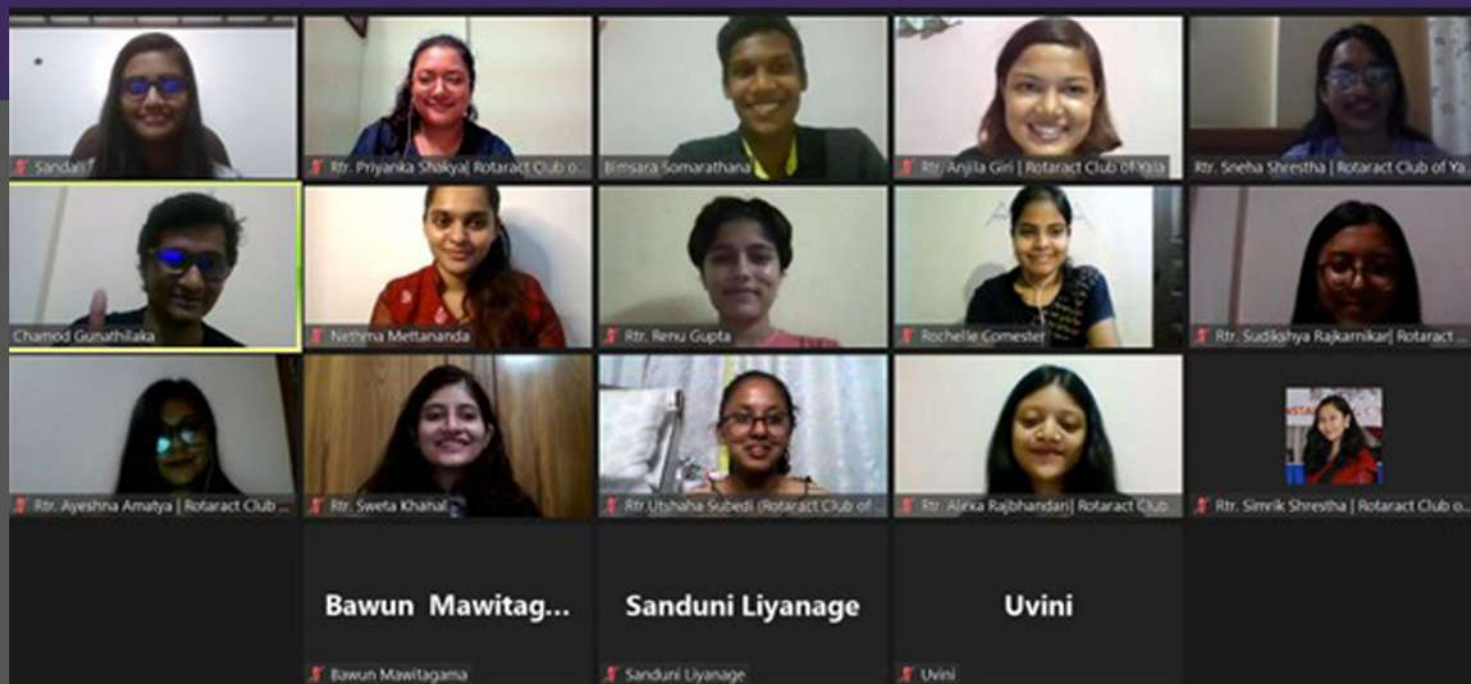 Sandali
Rtr. Priyanka Shakya| Rotaract Club o...
Bimsara Somarathana
Rtr. Anjila Giri | Rotaract Club of Yala
Rtr. Sneha Shrestha | Rotaract Club of Ya...
Chamod Gunathilaka
Nethma Mettananda
Rtr. Renu Gupta
Rochelle Comester
Rtr. Sudikshya Rajkarnikar| Rotaract ...
Rtr. Ayeshna Amatya | Rotaract Club ...
Rtr. Sweta Khanal
Rtr.Utshaha Subedi (Rotaract Club of ...
Rtr. Alexa Rajbhandari| Rotaract Club
Rtr. Simrik Shrestha | Rotaract Club o...
Bawun Mawitag...
Sanduni Liyanage
Uvini
Bawun Mawitagama
Sanduni Liyanage
Uvini